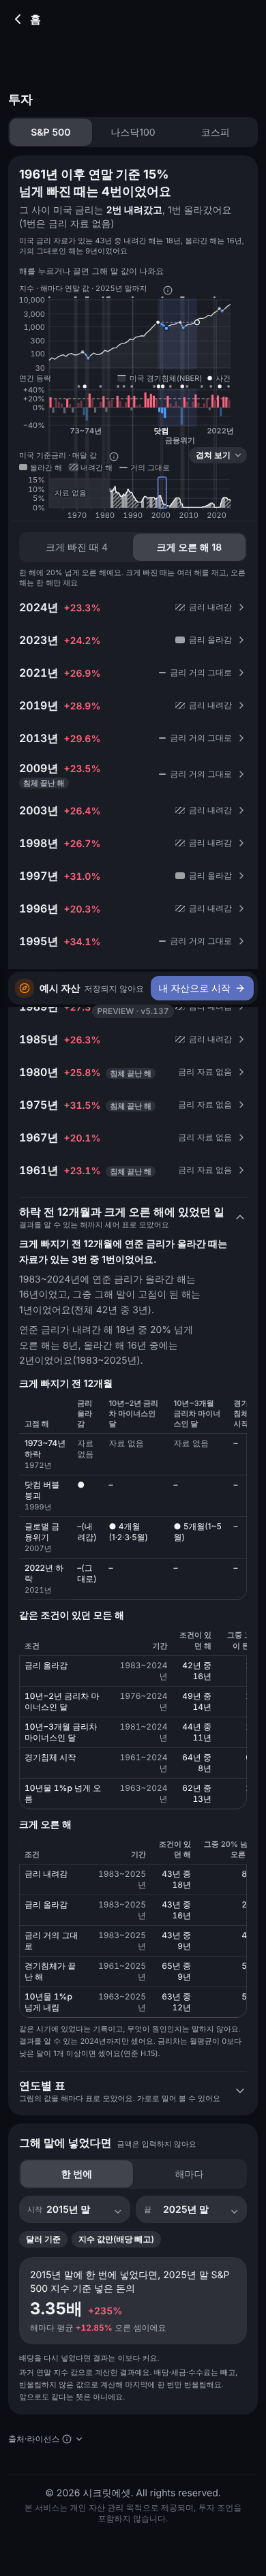 홈
투자
S&P 500
나스닥100
코스피
1961년 이후 연말 기준 15%
넘게 빠진 때는 4번이었어요
그 사이 미국 금리는 2번 내려갔고, 1번 올라갔어요
(1번은 금리 자료 없음)
미국 금리 자료가 있는 43년 중 내려간 해는 18년, 올라간 해는 16년,
거의 그대로인 해는 9년이었어요
해를 누르거나 끌면 그해 말 값이 나와요
지수 · 해마다 연말 값 · 2025년 말까지
10,000
3,000
1,000
300
100
30
연간 등락
미국 경기침체(NBER)
사건
+40%
+20%
0%
−40%
73~74년
닷컴
2022년
금융위기
미국 기준금리 · 매달 값
겹쳐 보기
올라간 해
내려간 해
거의 그대로
15%
10%
5%
0%
자료 없음
1970
1980
1990
2000
2010
2020
크게 빠진 때 4
크게 오른 해 18
한 해에 20% 넘게 오른 해예요. 크게 빠진 때는 여러 해를 재고, 오른
해는 한 해만 재요
2024년 +23.3% 금리 내려감
2023년 +24.2% 금리 올라감
2021년 +26.9% 금리 거의 그대로
2019년 +28.9% 금리 내려감
2013년 +29.6% 금리 거의 그대로
2009년 +23.5% 금리 거의 그대로
침체 끝난 해
2003년 +26.4% 금리 내려감
1998년 +26.7% 금리 내려감
1997년 +31.0% 금리 올라감
1996년 +20.3% 금리 내려감
1995년 +34.1% 금리 거의 그대로
예시 자산 저장되지 않아요
내 자산으로 시작
PREVIEW · v5.137
1985년 +26.3% 금리 내려감
1980년 +25.8% 침체 끝난 해 금리 자료 없음
1975년 +31.5% 침체 끝난 해 금리 자료 없음
1967년 +20.1% 금리 자료 없음
1961년 +23.1% 침체 끝난 해 금리 자료 없음
하락 전 12개월과 크게 오른 해에 있었던 일
결과를 알 수 있는 해까지 세어 표로 모았어요
크게 빠지기 전 12개월에 연준 금리가 올라간 때는
자료가 있는 3번 중 1번이었어요.
1983~2024년에 연준 금리가 올라간 해는
16년이었고, 그중 그해 말이 고점이 된 해는
1년이었어요(전체 42년 중 3년).
연준 금리가 내려간 해 18년 중 20% 넘게
오른 해는 8년, 올라간 해 16년 중에는
2년이었어요(1983~2025년).
크게 빠지기 전 12개월
고점 해
금리
올라
감
10년−2년 금리
차 마이너스인
달
10년−3개월
금리차 마이너
스인 달
1973~74년
하락
1972년
자료
없음
자료 없음
자료 없음
–
닷컴 버블
붕괴
1999년
●
–
–
–
글로벌 금
융위기
2007년
–(내
려감)
● 4개월
(1·2·3·5월)
● 5개월(1~5
월)
–
2022년 하
락
2021년
–(그
대로)
–
–
–
같은 조건이 있던 모든 해
조건
기간
조건이 있
던 해
금리 올라감
1983~2024
년
42년 중
16년
10년−2년 금리차 마
이너스인 달
1976~2024
년
49년 중
14년
10년−3개월 금리차
마이너스인 달
1981~2024
년
44년 중
11년
경기침체 시작
1961~2024
년
64년 중
8년
10년물 1%p 넘게 오
름
1963~2024
년
62년 중
13년
크게 오른 해
조건
기간
조건이 있
던 해
금리 내려감
1983~2025
년
43년 중
18년
금리 올라감
1983~2025
년
43년 중
16년
금리 거의 그대
로
1983~2025
년
43년 중
9년
경기침체가 끝
난 해
1961~2025
년
65년 중
9년
10년물 1%p
넘게 내림
1963~2025
년
63년 중
12년
같은 시기에 있었다는 기록이고, 무엇이 원인인지는 말하지 않아요.
결과를 알 수 있는 2024년까지만 셌어요. 금리차는 월평균이 0보다
낮은 달이 1개 이상이면 셌어요(연준 H.15).
연도별 표
그림의 값을 해마다 표로 모았어요. 가로로 밀어 볼 수 있어요
그해 말에 넣었다면 금액은 입력하지 않아요
한 번에
해마다
시작 2015년 말
끝 2025년 말
달러 기준
지수 값만(배당 빼고)
2015년 말에 한 번에 넣었다면, 2025년 말 S&P
500 지수 기준 넣은 돈의
3.35배 +235%
해마다 평균 +12.85% 오른 셈이에요
배당을 다시 넣었다면 결과는 이보다 커요.
과거 연말 지수 값으로 계산한 결과예요. 배당·세금·수수료는 빼고,
반올림하지 않은 값으로 계산해 마지막에 한 번만 반올림해요.
앞으로도 같다는 뜻은 아니에요.
출처·라이선스
© 2026 시크릿에셋. All rights reserved.
본 서비스는 개인 자산 관리 목적으로 제공되며, 투자 조언을
포함하지 않습니다.